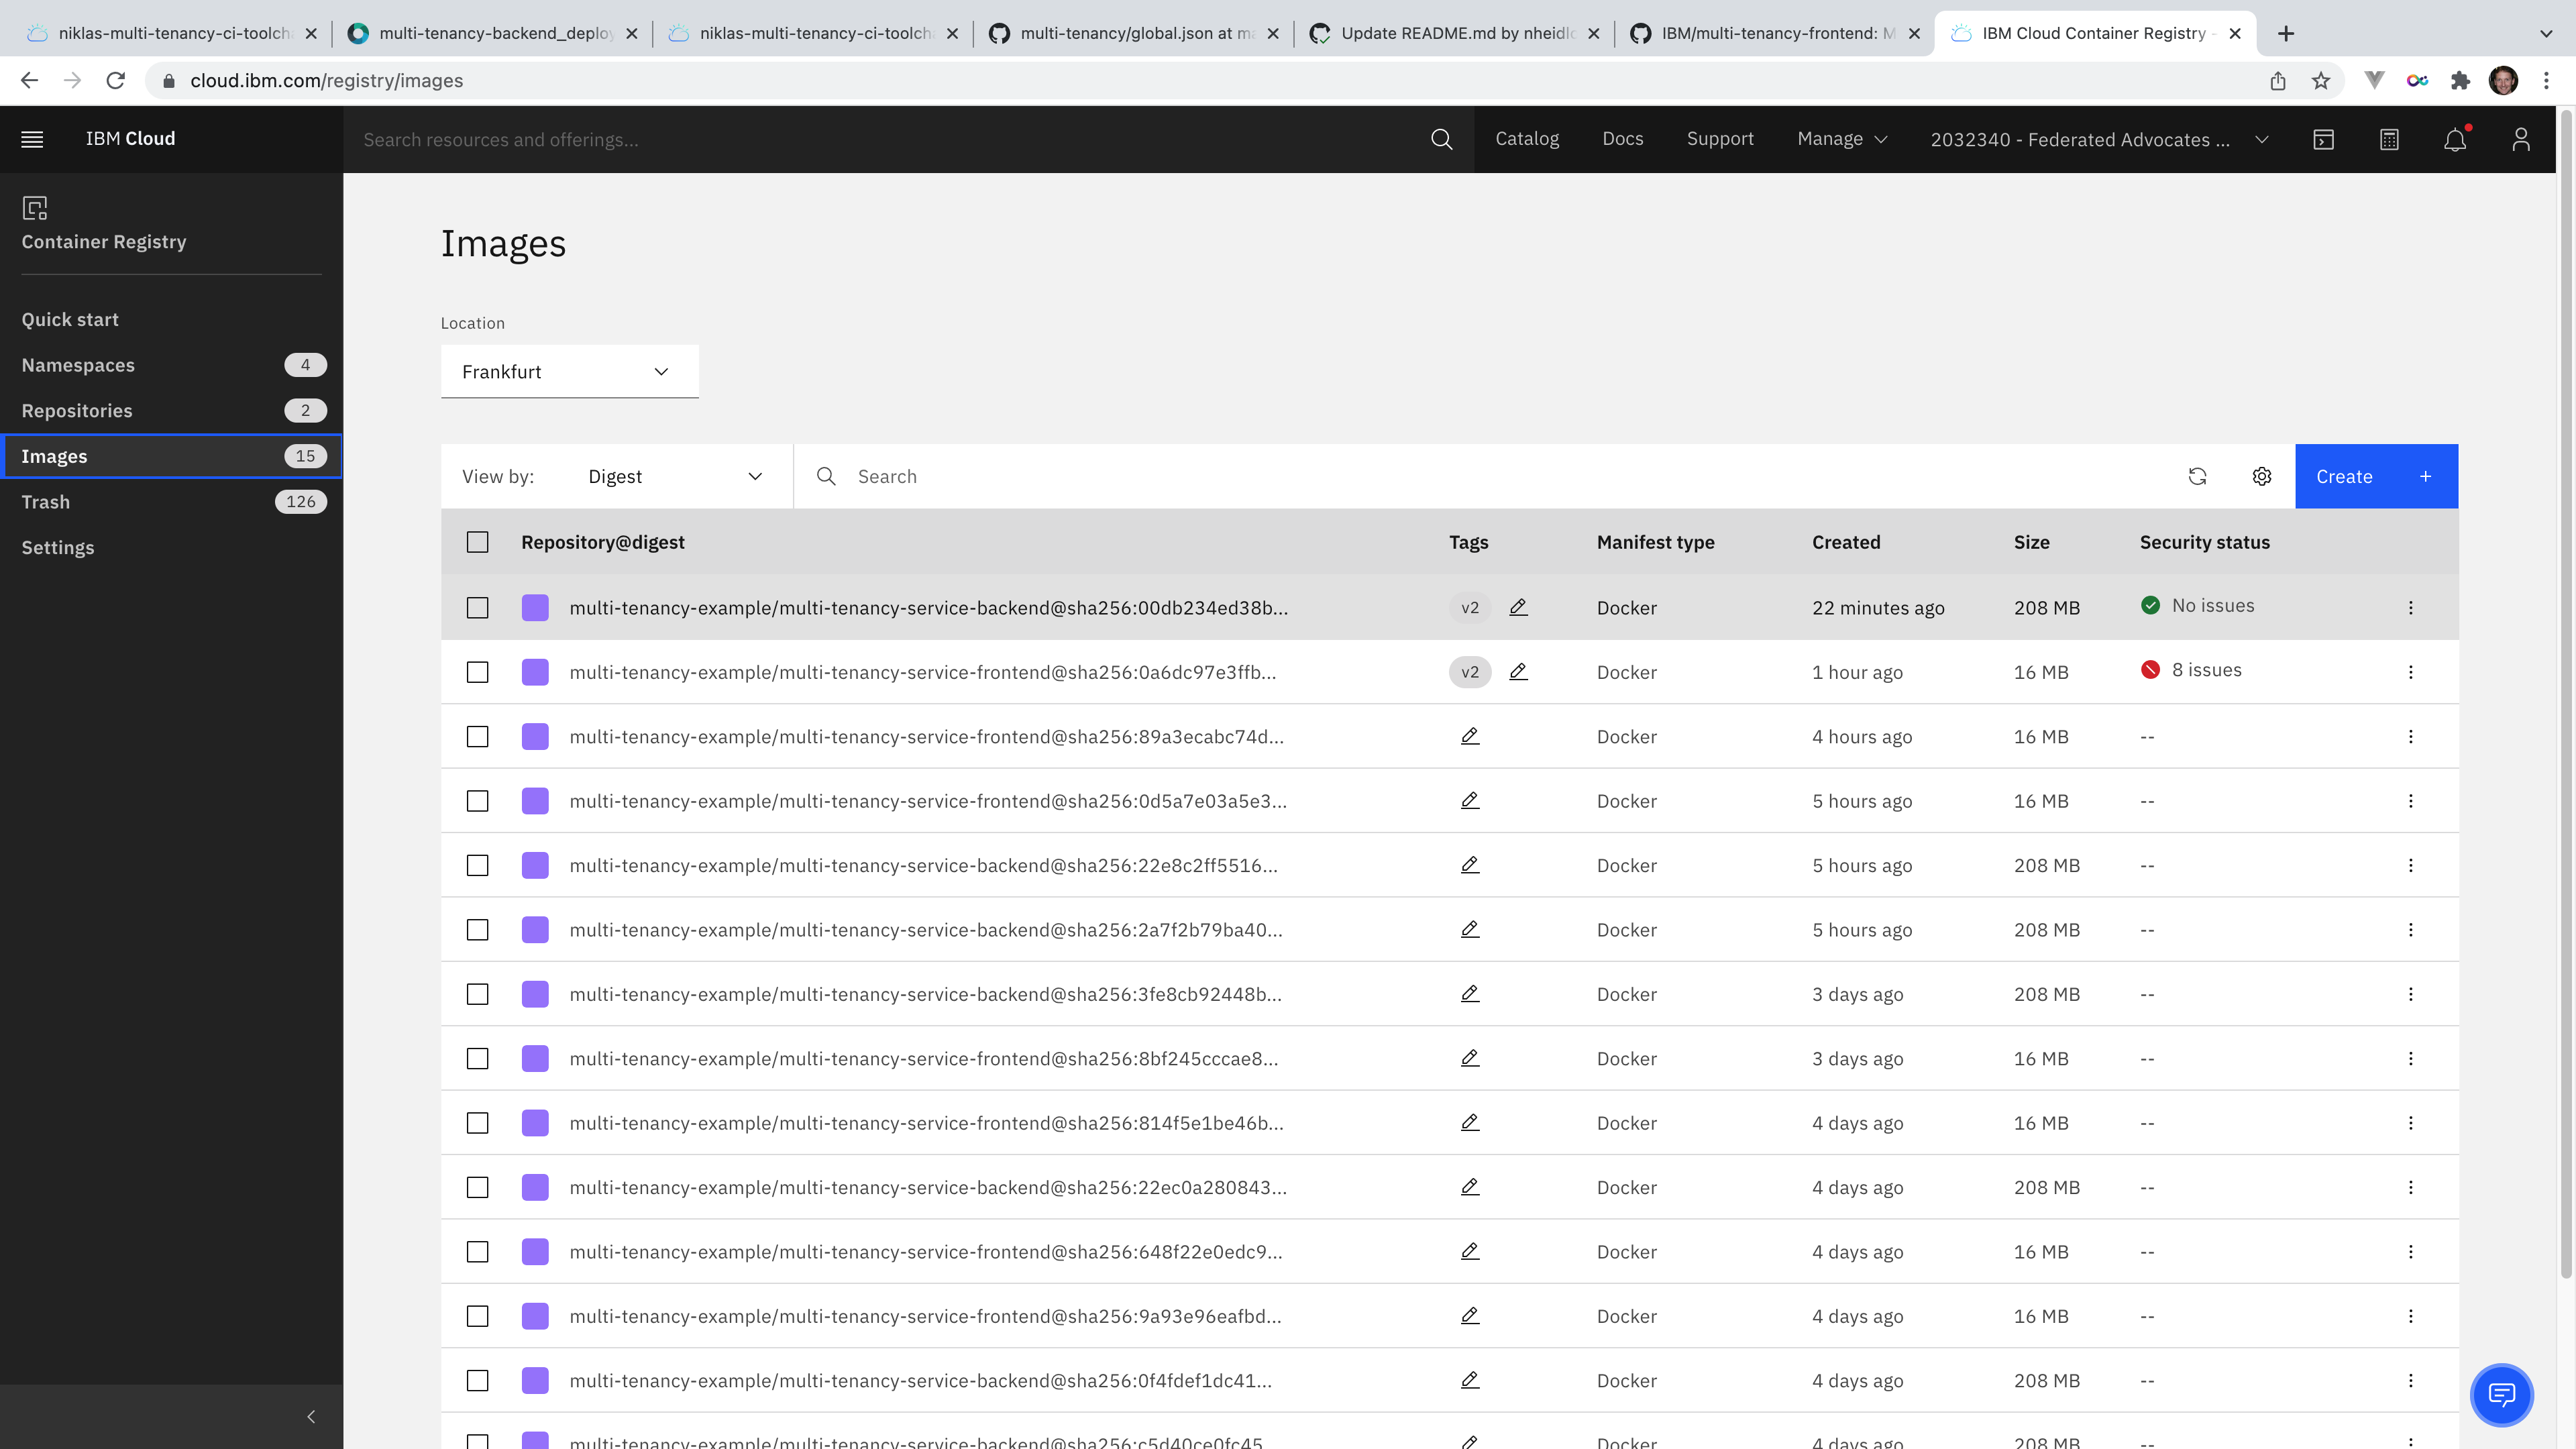 niklas-multi-tenancy-ci-toolch
multi-tenancy-backend_deploy
niklas-multi-tenancy-ci-toolch
multi-tenancy/global.json at ma
Update README.md by nheidlo
IBM/multi-tenancy-frontend: M
IBM Cloud Container Registry -
cloud.ibm.com/registry/images
IBM Cloud
Search resources and offerings...
Catalog
Docs
Support
Manage
2032340 - Federated Advocates ...
Container Registry
Quick start
Namespaces 4
Repositories 2
Images 15
Trash 126
Settings
Images
Location
Frankfurt
View by: Digest
Search
Create +
Repository@digest Tags Manifest type Created Size Security status
multi-tenancy-example/multi-tenancy-service-backend@sha256:00db234ed38b... v2 Docker 22 minutes ago 208 MB No issues
multi-tenancy-example/multi-tenancy-service-frontend@sha256:0a6dc97e3ffb... v2 Docker 1 hour ago 16 MB 8 issues
multi-tenancy-example/multi-tenancy-service-frontend@sha256:89a3ecabc74d... Docker 4 hours ago 16 MB --
multi-tenancy-example/multi-tenancy-service-frontend@sha256:0d5a7e03a5e3... Docker 5 hours ago 16 MB --
multi-tenancy-example/multi-tenancy-service-backend@sha256:22e8c2ff5516... Docker 5 hours ago 208 MB --
multi-tenancy-example/multi-tenancy-service-backend@sha256:2a7f2b79ba40... Docker 5 hours ago 208 MB --
multi-tenancy-example/multi-tenancy-service-backend@sha256:3fe8cb92448b... Docker 3 days ago 208 MB --
multi-tenancy-example/multi-tenancy-service-frontend@sha256:8bf245cccae8... Docker 3 days ago 16 MB --
multi-tenancy-example/multi-tenancy-service-frontend@sha256:814f5e1be46b... Docker 4 days ago 16 MB --
multi-tenancy-example/multi-tenancy-service-backend@sha256:22ec0a280843... Docker 4 days ago 208 MB --
multi-tenancy-example/multi-tenancy-service-frontend@sha256:648f22e0edc9... Docker 4 days ago 16 MB --
multi-tenancy-example/multi-tenancy-service-frontend@sha256:9a93e96eafbd... Docker 4 days ago 16 MB --
multi-tenancy-example/multi-tenancy-service-backend@sha256:0f4fdef1dc41... Docker 4 days ago 208 MB --
multi-tenancy-example/multi-tenancy-service-backend@sha256:c5d40ce0fc45... Docker 4 days ago 208 MB --